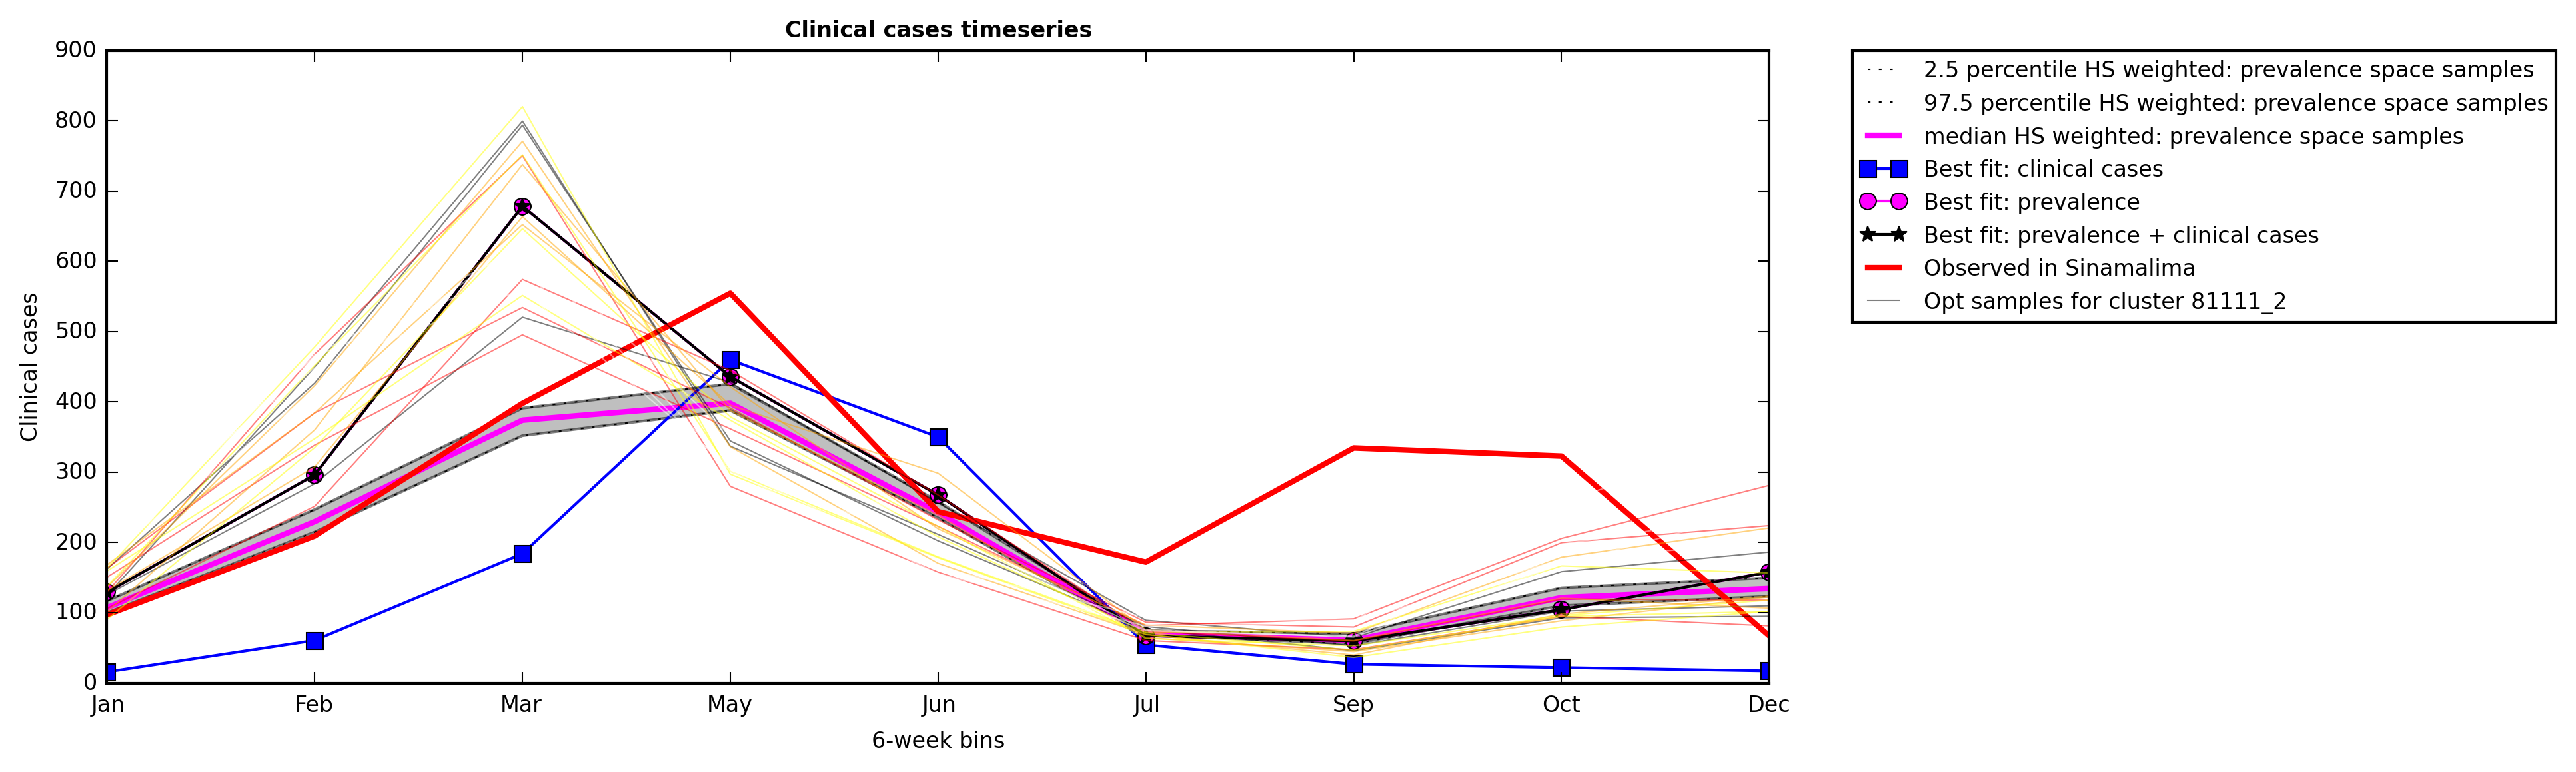 Clinical cases timeseries
900
800
700
600
500
400
300
200
100
0
Clinical cases
Jan Feb Mar May Jun Jul Sep Oct Dec
6-week bins
2.5 percentile HS weighted: prevalence space samples
97.5 percentile HS weighted: prevalence space samples
median HS weighted: prevalence space samples
Best fit: clinical cases
Best fit: prevalence
Best fit: prevalence + clinical cases
Observed in Sinamalima
Opt samples for cluster 81111_2